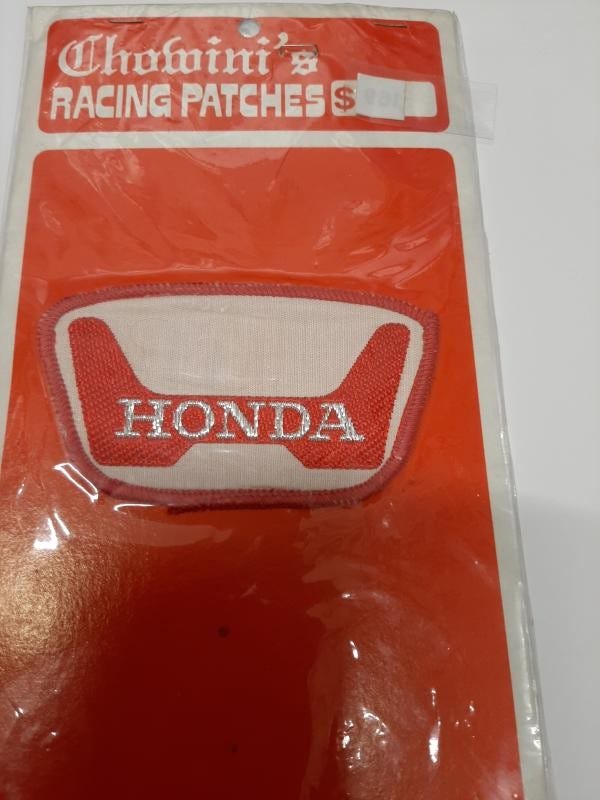 Chowini's
RACING PATCHES $
HONDA